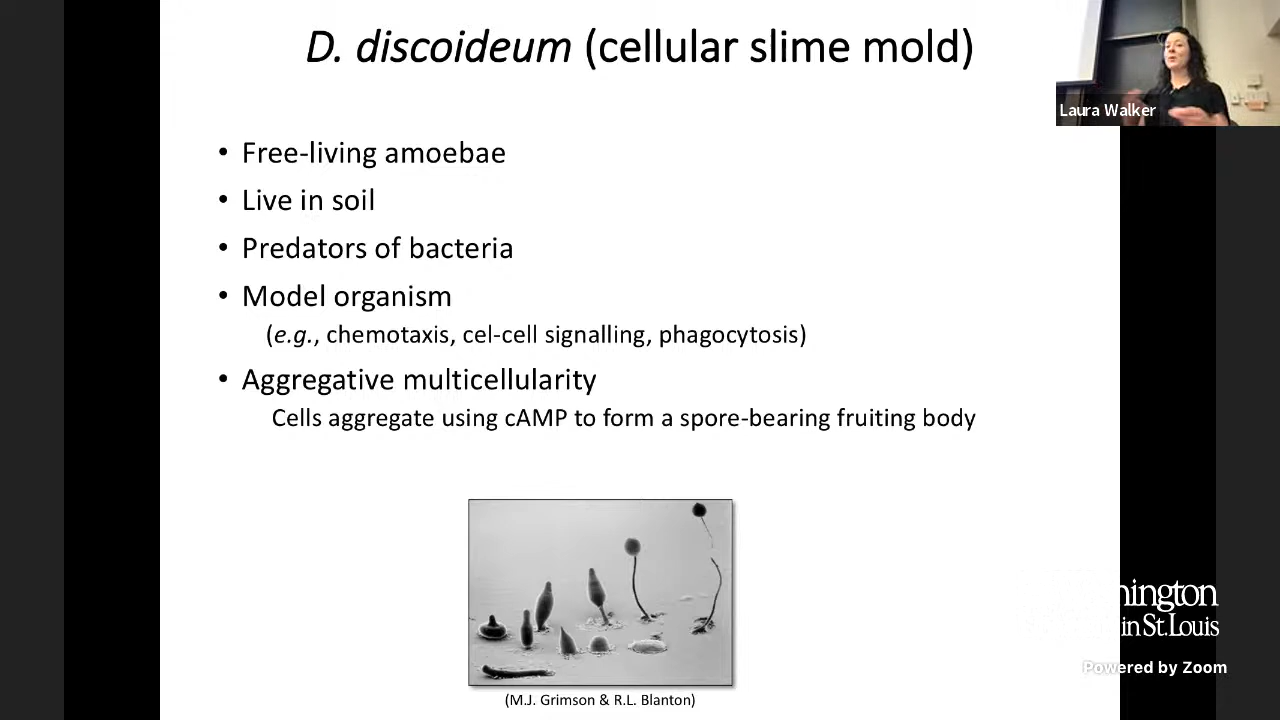 D. discoideum (cellular slime mold)
Laura Walker
• Free-living amoebae
• Live in soil
• Predators of bacteria
• Model organism
(e.g., chemotaxis, cel-cell signalling, phagocytosis)
• Aggregative multicellularity
Cells aggregate using cAMP to form a spore-bearing fruiting body
(M.J. Grimson & R.L. Blanton)
hington
in St.Louis
Powered by Zoom